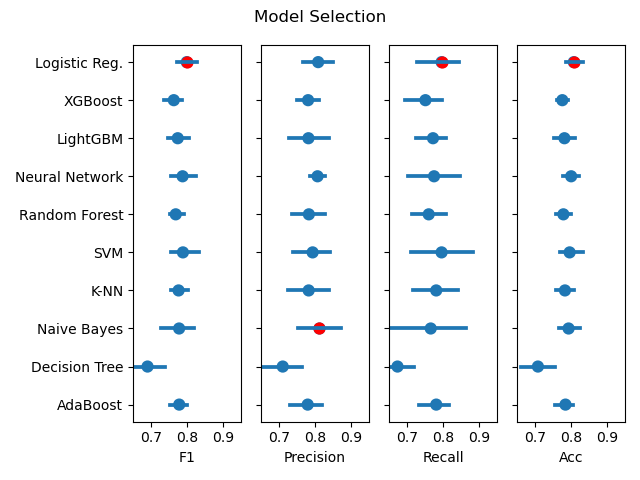 Model Selection
Logistic Reg.
XGBoost
LightGBM
Neural Network
Random Forest
SVM
K-NN
Naive Bayes
Decision Tree
AdaBoost
0.7 0.8 0.9 0.7 0.8 0.9 0.7 0.8 0.9 0.7 0.8 0.9
F1 Precision Recall Acc